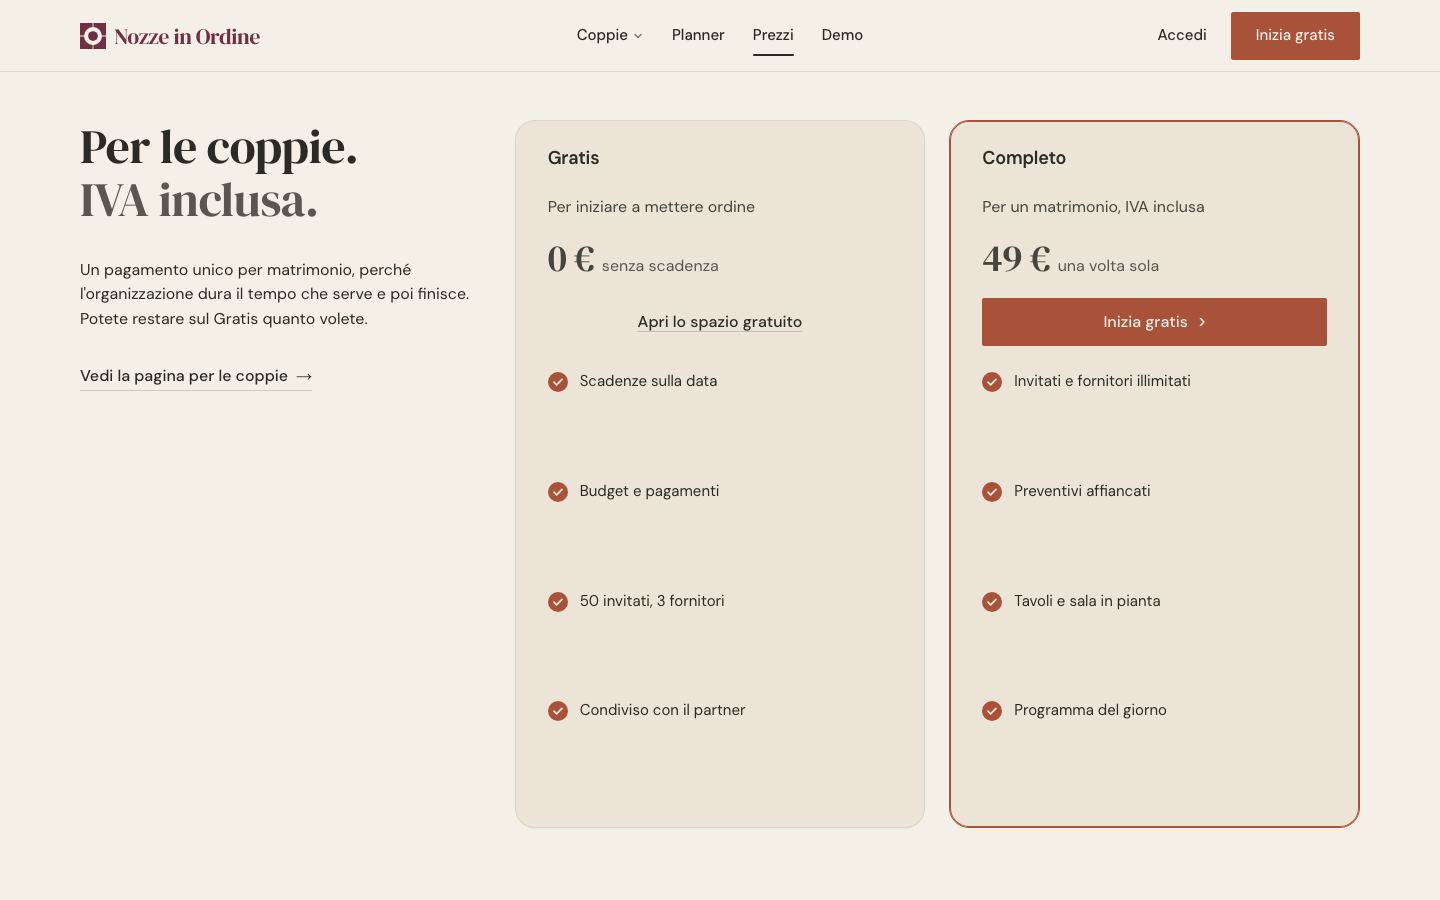 Nozze in Ordine
Coppie
Planner
Prezzi
Demo
Accedi
Inizia gratis
Per le coppie.
IVA inclusa.
Un pagamento unico per matrimonio, perché
l'organizzazione dura il tempo che serve e poi finisce.
Potete restare sul Gratis quanto volete.
Vedi la pagina per le coppie →
Gratis
Per iniziare a mettere ordine
0 € senza scadenza
Apri lo spazio gratuito
Scadenze sulla data
Budget e pagamenti
50 invitati, 3 fornitori
Condiviso con il partner
Completo
Per un matrimonio, IVA inclusa
49 € una volta sola
Inizia gratis
Invitati e fornitori illimitati
Preventivi affiancati
Tavoli e sala in pianta
Programma del giorno